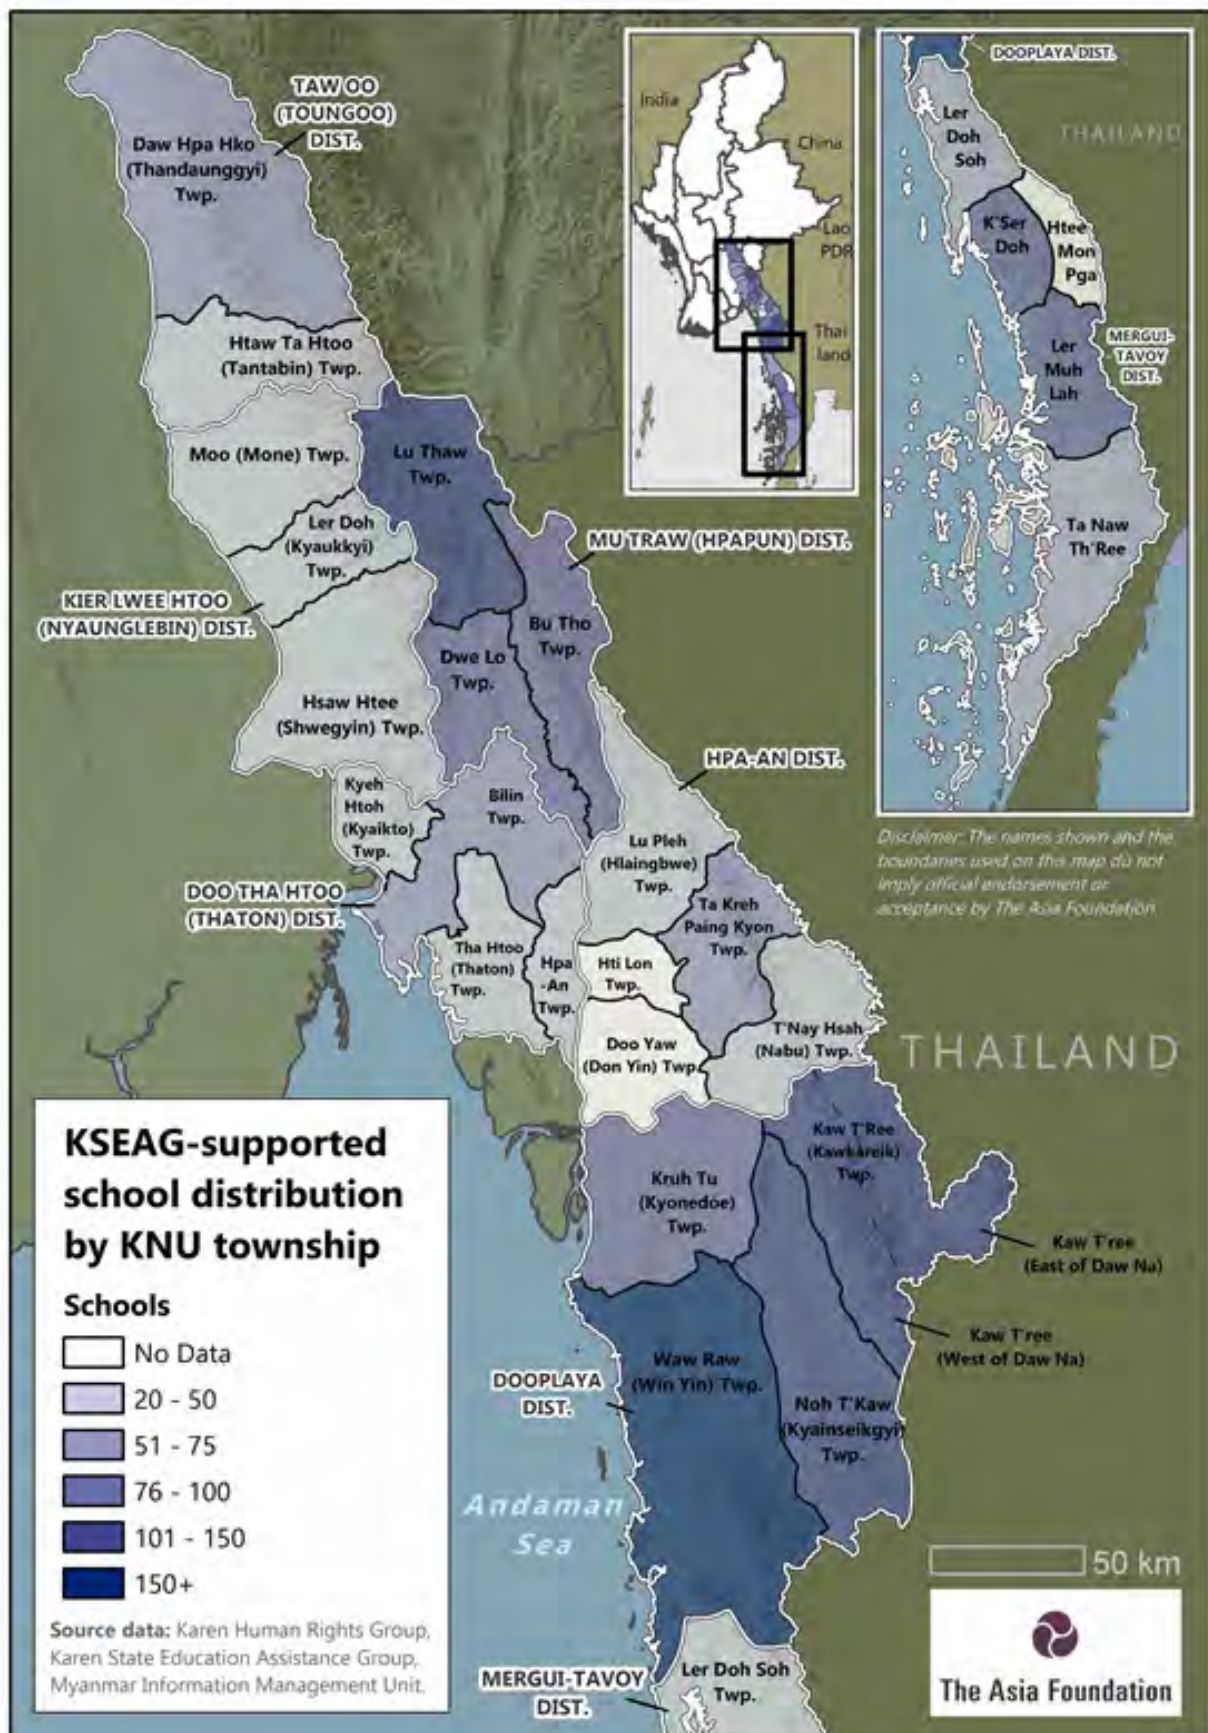 TAW OO
(TOUNGOO)
DIST.
Daw Hpa Hko
(Thandaunggyi)
Twp.
Htaw Ta Htoo
(Tantabin) Twp.
Moo (Mone) Twp.
Lu Thaw
Twp.
Ler Doh
(Kyaukkyi)
Twp.
MU TRAW (HPAPUN) DIST.
KIER LWEE HTOO
(NYAUNGLEBIN) DIST.
Bu Tho
Twp.
Dwe Lo
Twp.
Hsaw Htee
(Shwegyin) Twp.
HPA-AN DIST.
Kyeh
Htoh
(Kyaikto)
Twp.
Bilin
Twp.
Lu Pleh
(Hlaingbwe)
Twp.
DOO THA HTOO
(THATON) DIST.
Ta Kreh
Paing Kyon
Twp.
Tha Htoo
(Thaton)
Twp.
Hpa
-An
Twp.
Hti Lon
Twp.
T'Nay Hsah
(Nabu) Twp.
Doo Yaw
(Don Yin) Twp.
THAILAND
Kaw T'Ree
(Kawkareik)
Twp.
Kruh Tu
(Kyonedoe)
Twp.
Kaw T'ree
(East of Daw Na)
Kaw T'ree
(West of Daw Na)
Waw Raw
(Win Yin) Twp.
DOOPLAYA
DIST.
Noh T'Kaw
(Kyainseikgyi)
Twp.
Andaman
Sea
Ler Doh Soh
Twp.
MERGUI-TAVOY
DIST.
India
China
Lao
PDR
Thai
land
DOOPLAYA DIST.
Ler
Doh
Soh
THAILAND
K'Ser
Doh
Htee
Mon
Pga
Ler
Muh
Lah
MERGUI-
TAVOY
DIST.
Ta Naw
Th'Ree
Disclaimer: The names shown and the
boundaries used on this map do not
imply official endorsement or
acceptance by The Asia Foundation.
KSEAG-supported
school distribution
by KNU township
Schools
No Data
20 - 50
51 - 75
76 - 100
101 - 150
150+
Source data: Karen Human Rights Group,
Karen State Education Assistance Group,
Myanmar Information Management Unit.
50 km
The Asia Foundation